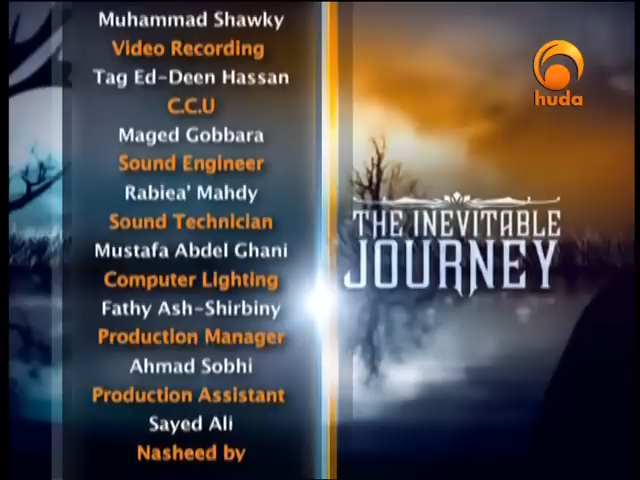 Muhammad Shawky
Video Recording
Tag Ed-Deen Hassan
C.C.U
Maged Gobbara
Sound Engineer
Rabiea' Mahdy
Sound Technician
Mustafa Abdel Ghani
Computer Lighting
Fathy Ash-Shirbiny
Production Manager
Ahmad Sobhi
Production Assistant
Sayed Ali
Nasheed by
huda
THE INEVITABLE
JOURNEY